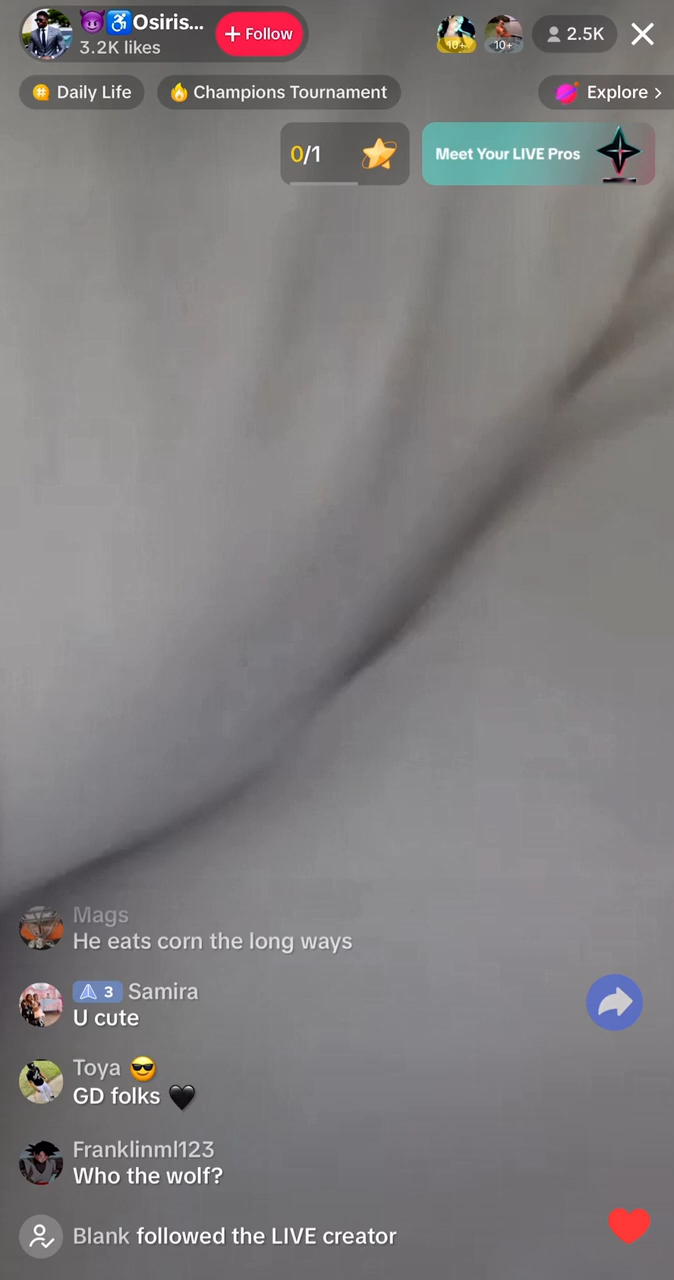 😈♿Osiris...
3.2K likes
+ Follow
10+
10+
2.5K
Daily Life
Champions Tournament
Explore >
0/1
Meet Your LIVE Pros
Mags
He eats corn the long ways
3 Samira
U cute
Toya 😎
GD folks 🖤
Franklinml123
Who the wolf?
Blank followed the LIVE creator